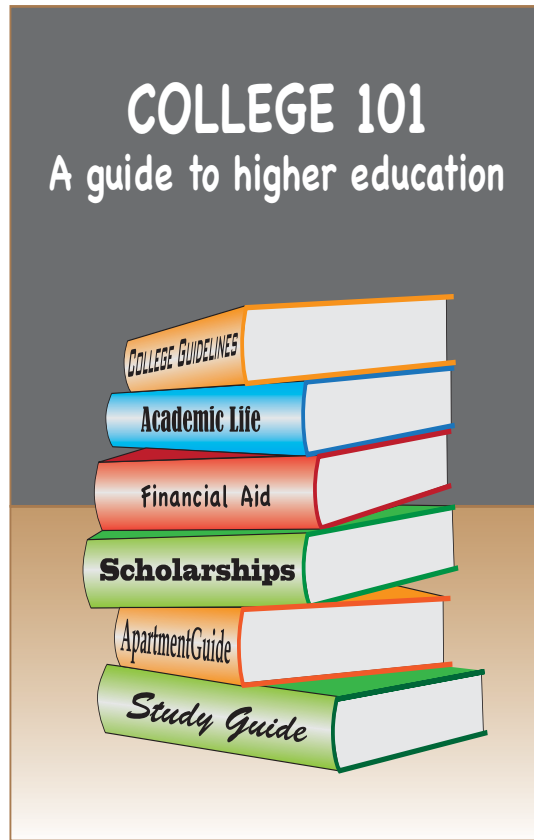 COLLEGE 101
A guide to higher education
COLLEGE GUIDELINES
Academic Life
Financial Aid
Scholarships
ApartmentGuide
Study Guide